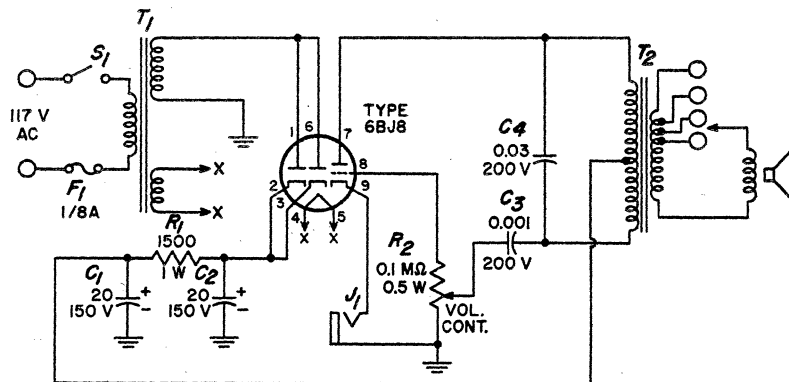 T1
S1
117 V
AC
F1
1/8A
X
X
TYPE
6BJ8
1
6
7
2
3
4
5
8
9
X
X
R1
1500
1 W
C1
20
150 V
+
−
C2
20
150 V
+
−
J1
R2
0.1 MΩ
0.5 W
VOL.
CONT.
C4
0.03
200 V
C3
0.001
200 V
T2